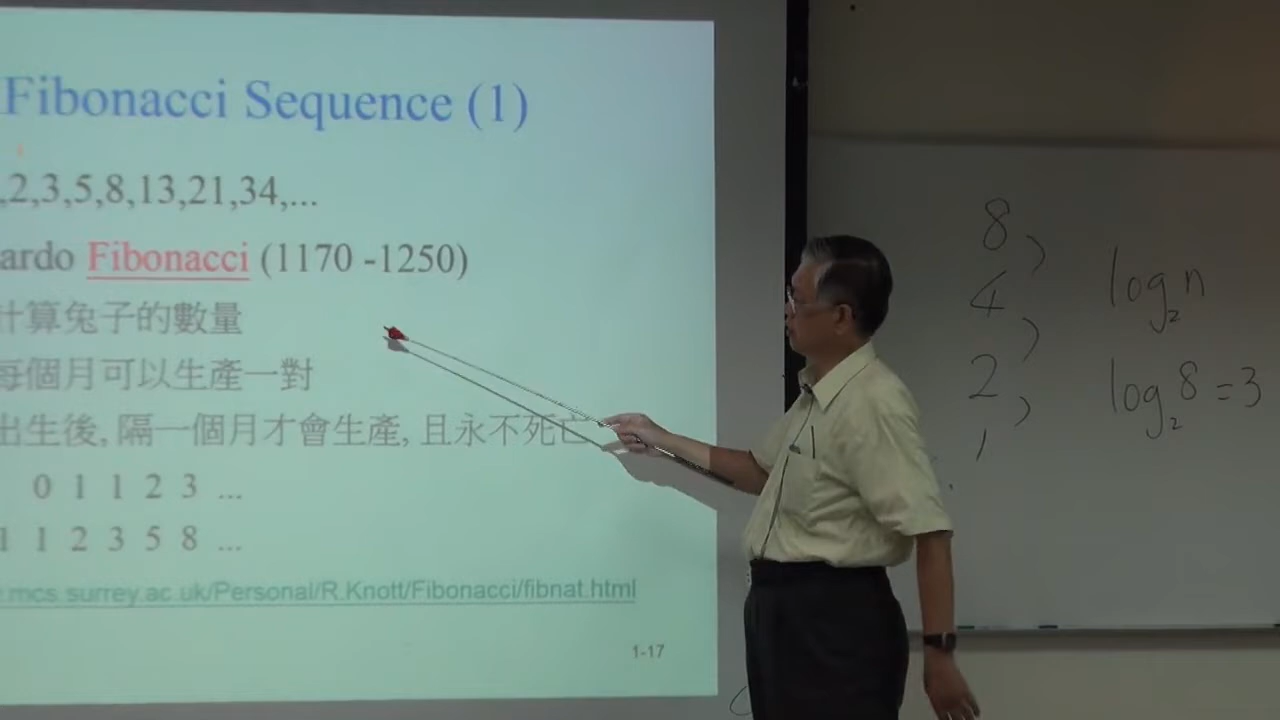 Fibonacci Sequence (1)
,2,3,5,8,13,21,34,...
ardo Fibonacci (1170 -1250)
計算兔子的數量
每個月可以生產一對
出生後, 隔一個月才會生產, 且永不死亡
0 1 1 2 3 ...
1 1 2 3 5 8 ...
.mcs.surrey.ac.uk/Personal/R.Knott/Fibonacci/fibnat.html
1-17
8
4
2
1
log₂n
log₂8=3